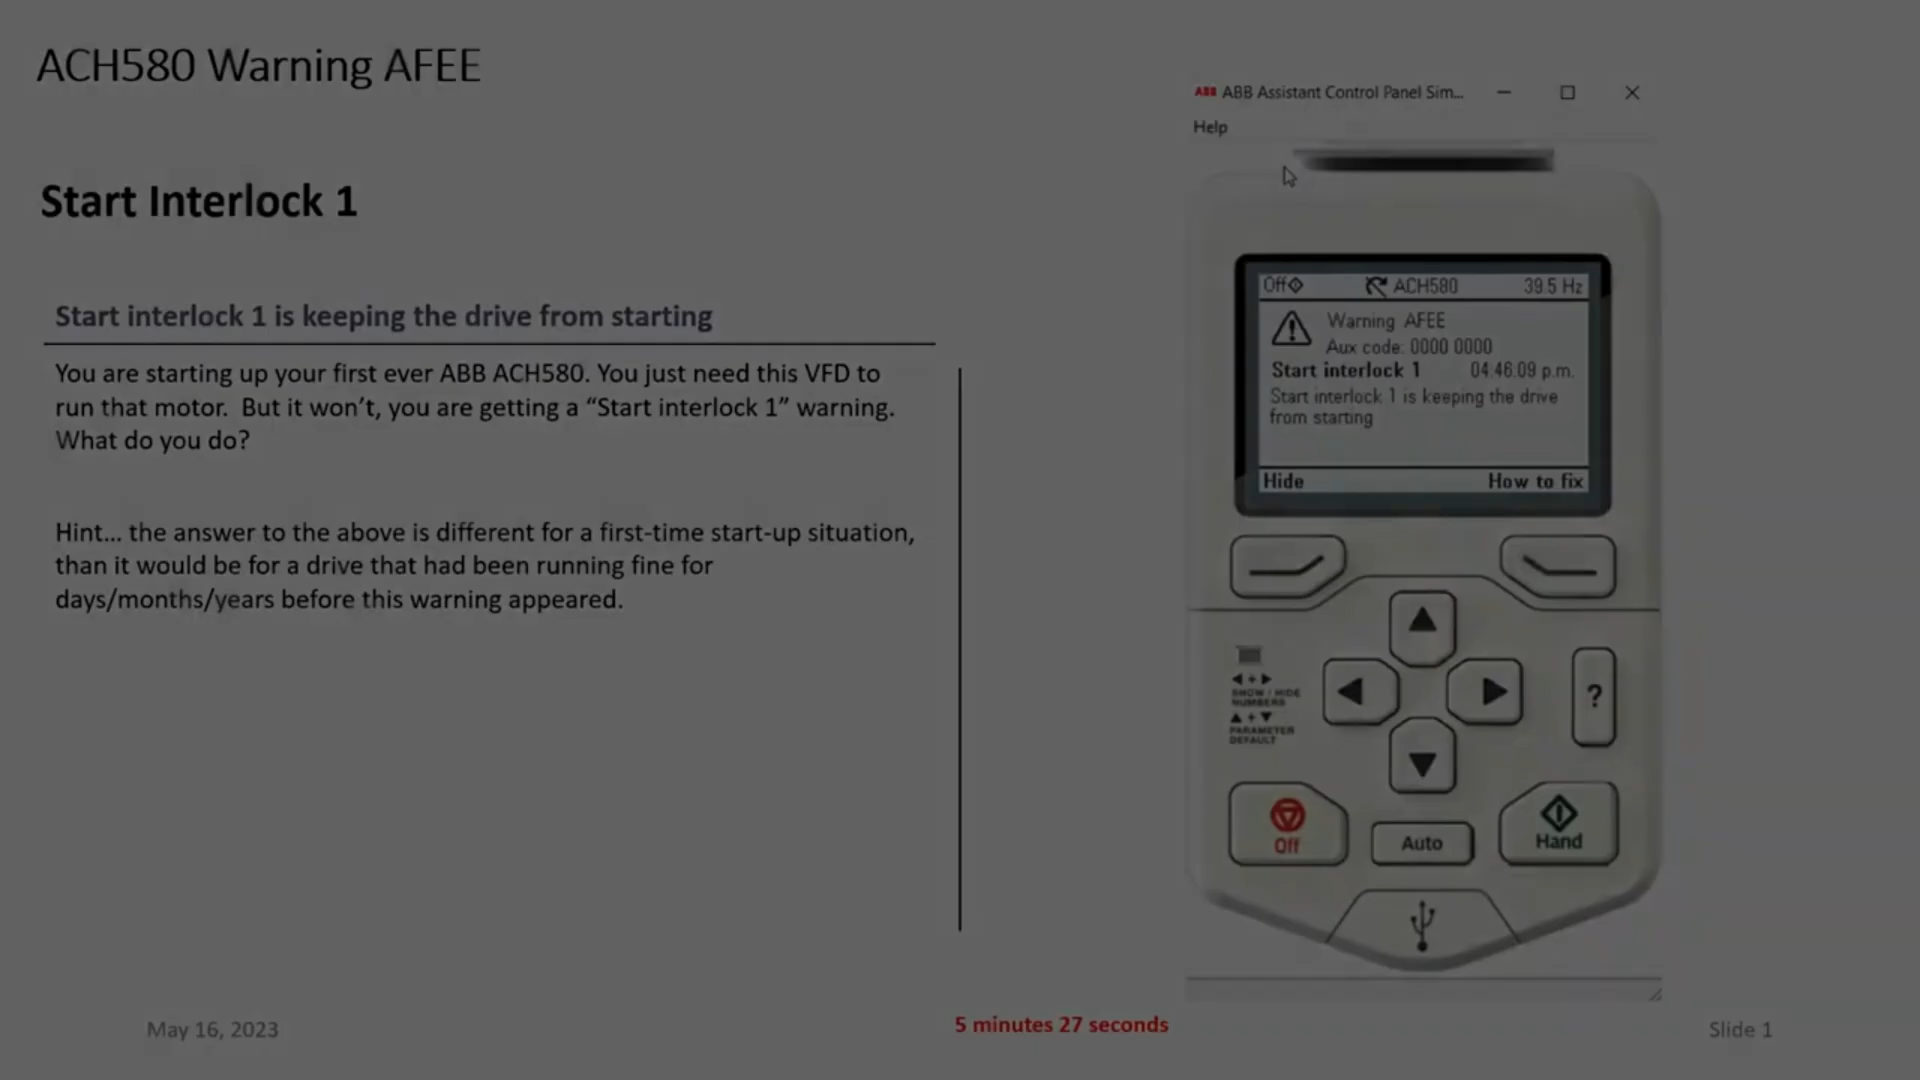 ACH580 Warning AFEE
Start Interlock 1
Start interlock 1 is keeping the drive from starting
You are starting up your first ever ABB ACH580. You just need this VFD to
run that motor.  But it won’t, you are getting a “Start interlock 1” warning.
What do you do?
Hint... the answer to the above is different for a first-time start-up situation,
than it would be for a drive that had been running fine for
days/months/years before this warning appeared.
ABB ABB Assistant Control Panel Sim...
Help
Off ACH580 39.5 Hz
Warning AFEE
Aux code: 0000 0000
Start interlock 1 04:46:09 p.m.
Start interlock 1 is keeping the drive
from starting
Hide How to fix
SHOW / HIDE
NUMBERS
PARAMETER
DEFAULT
?
Off Auto Hand
May 16, 2023 5 minutes 27 seconds Slide 1